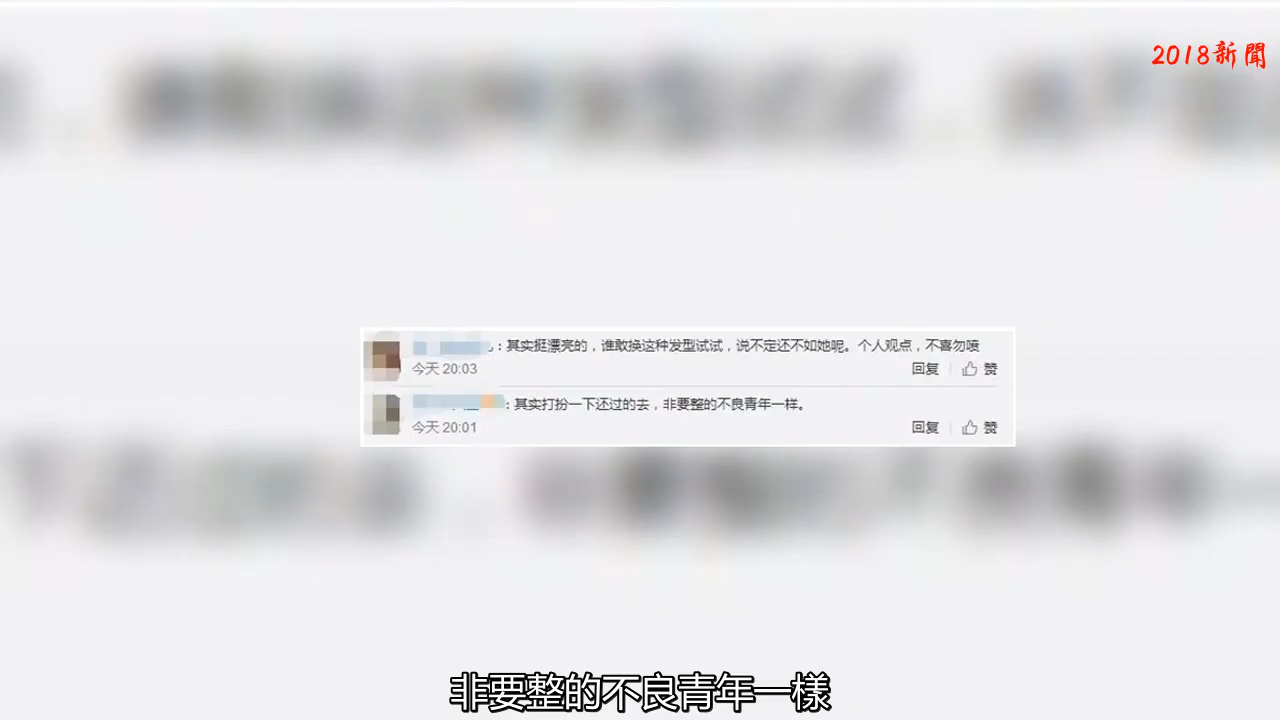 2018新聞
：其实挺漂亮的，谁敢换这种发型试试，说不定还不如她呢。个人观点，不喜勿喷
今天 20:03 回复 赞
：其实打扮一下还过的去，非要整的不良青年一样。
今天 20:01 回复 赞
非要整的不良青年一樣